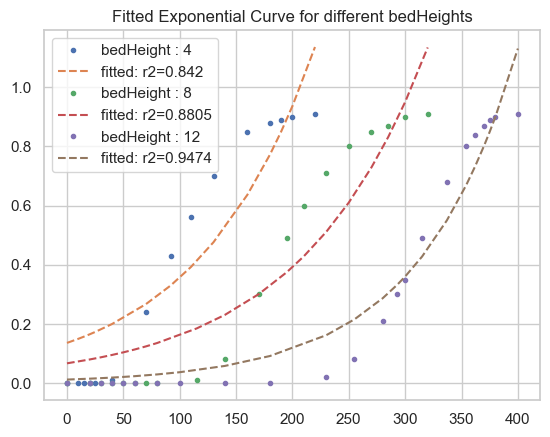 Fitted Exponential Curve for different bedHeights
bedHeight : 4
fitted: r2=0.842
bedHeight : 8
fitted: r2=0.8805
bedHeight : 12
fitted: r2=0.9474
1.0
0.8
0.6
0.4
0.2
0.0
0 50 100 150 200 250 300 350 400